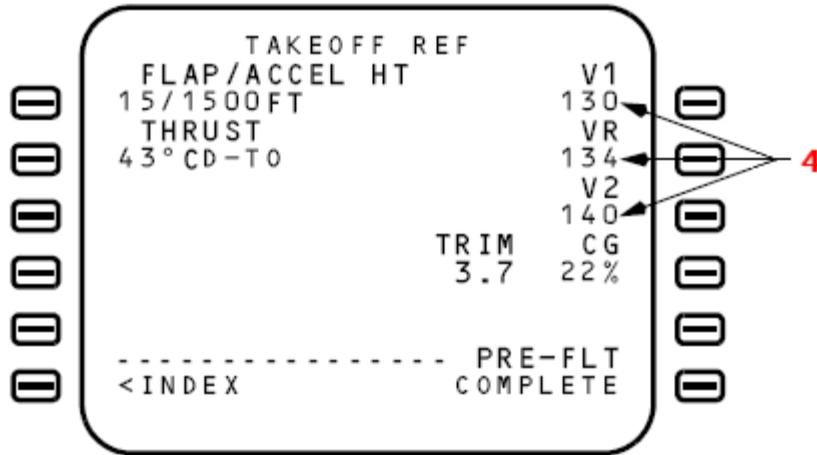 TAKEOFF REF
FLAP/ACCEL HT V1
15/1500FT 130
THRUST VR
43°CD-TO 134
4
V2
140
TRIM CG
3.7 22%
---------------- PRE-FLT
<INDEX COMPLETE